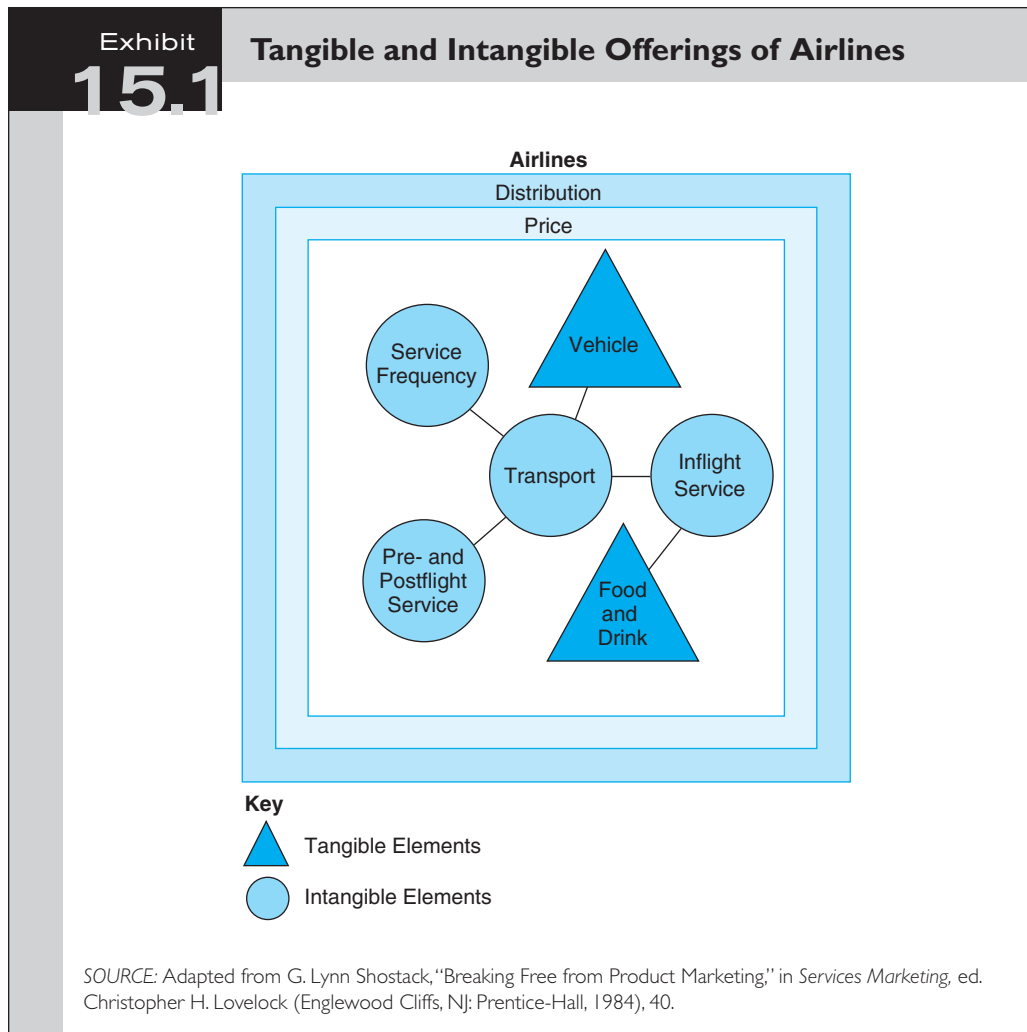 Exhibit
15.1
Tangible and Intangible Offerings of Airlines
Airlines
Distribution
Price
Vehicle
Service
Frequency
Transport
Inflight
Service
Pre- and
Postflight
Service
Food
and
Drink
Key
Tangible Elements
Intangible Elements
SOURCE: Adapted from G. Lynn Shostack, “Breaking Free from Product Marketing,” in Services Marketing, ed.
Christopher H. Lovelock (Englewood Cliffs, NJ: Prentice-Hall, 1984), 40.